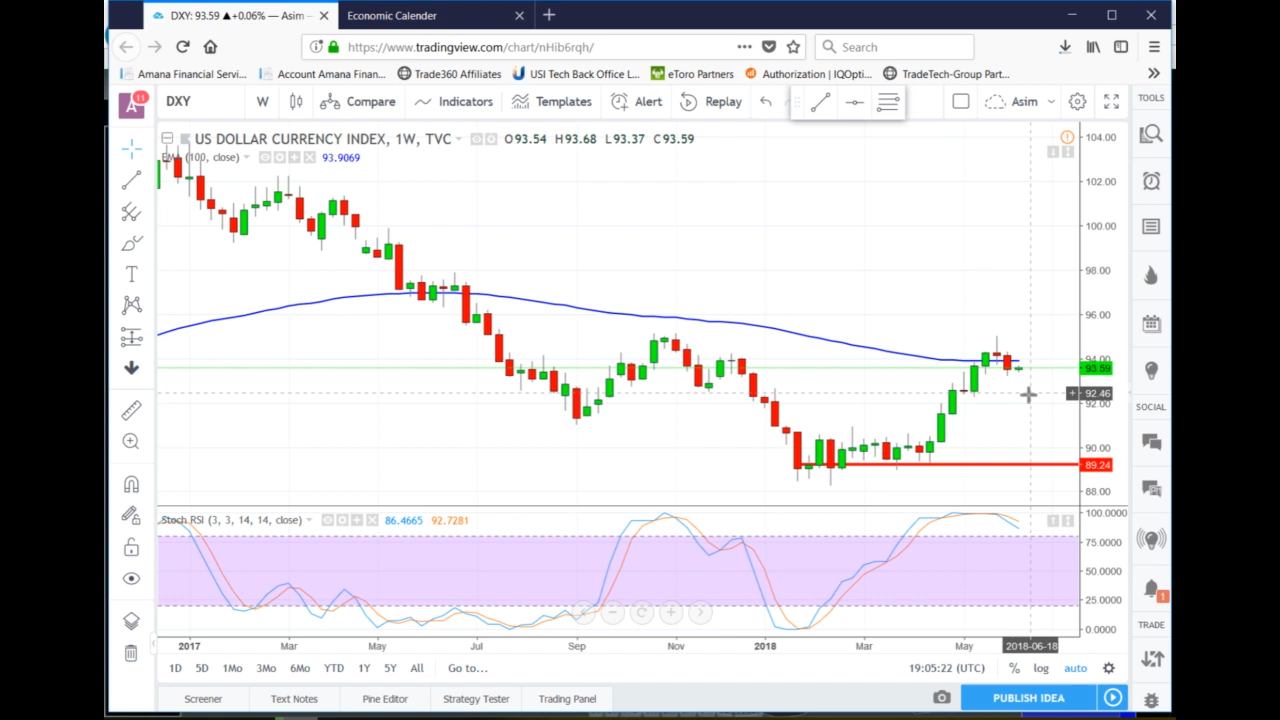 DXY: 93.59 ▲+0.06% — Asim
Economic Calender
https://www.tradingview.com/chart/nHib6rqh/
Search
Amana Financial Servi...
Account Amana Finan...
Trade360 Affiliates
USI Tech Back Office L...
eToro Partners
Authorization | IQOpti...
TradeTech-Group Part...
A
11
DXY
W
Compare
Indicators
Templates
Alert
Replay
Asim
TOOLS
US DOLLAR CURRENCY INDEX, 1W, TVC
O93.54 H93.68 L93.37 C93.59
EMA (100, close)
93.9069
104.00
102.00
100.00
98.00
96.00
94.00
93.59
92.46
92.00
90.00
89.24
88.00
SOCIAL
Stoch RSI (3, 3, 14, 14, close)
86.4665 92.7281
100.0000
75.0000
50.0000
25.0000
0.0000
1
2017 Mar May Jul Sep Nov 2018 Mar May 2018-06-18
TRADE
1D 5D 1Mo 3Mo 6Mo YTD 1Y 5Y All Go to...
19:05:22 (UTC) % log auto
Screener
Text Notes
Pine Editor
Strategy Tester
Trading Panel
PUBLISH IDEA